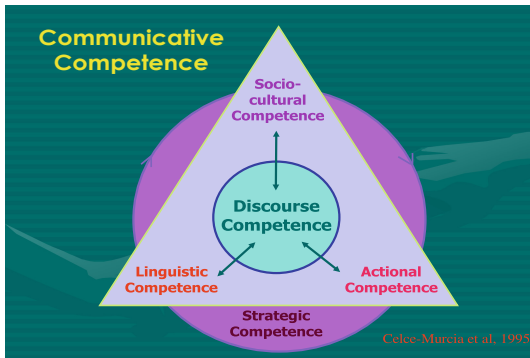 Communicative
Competence
Socio-
cultural
Competence
Discourse
Competence
Linguistic
Competence
Actional
Competence
Strategic
Competence
Celce-Murcia et al, 1995